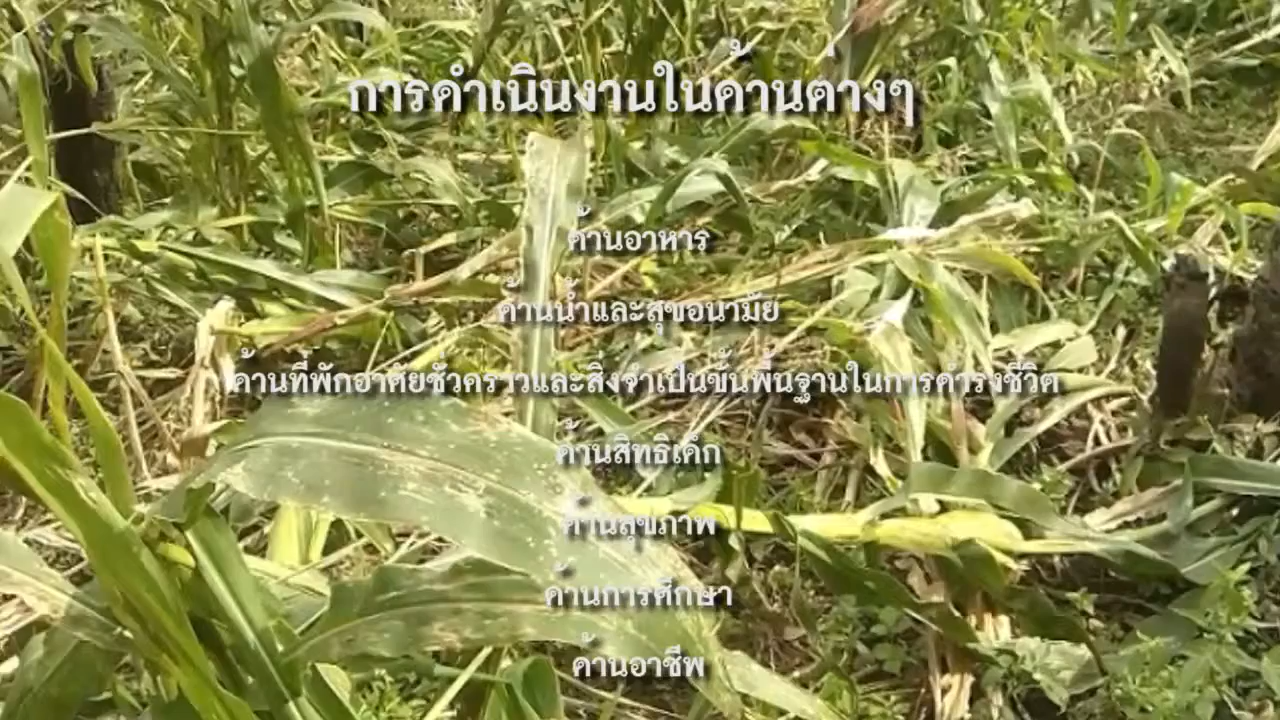 การดำเนินงานในด้านต่างๆ
ด้านอาหาร
ด้านน้ำและสุขอนามัย
ด้านที่พักอาศัยชั่วคราวและสิ่งจำเป็นขั้นพื้นฐานในการดำรงชีวิต
ด้านสิทธิเด็ก
ด้านสุขภาพ
ด้านการศึกษา
ด้านอาชีพ